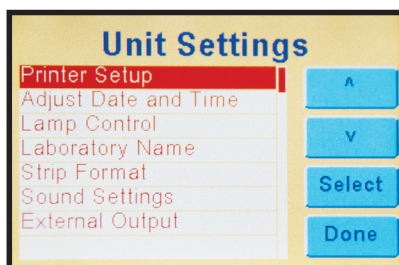 Unit Settings
Printer Setup
Adjust Date and Time
Lamp Control
Laboratory Name
Strip Format
Sound Settings
External Output
^
v
Select
Done